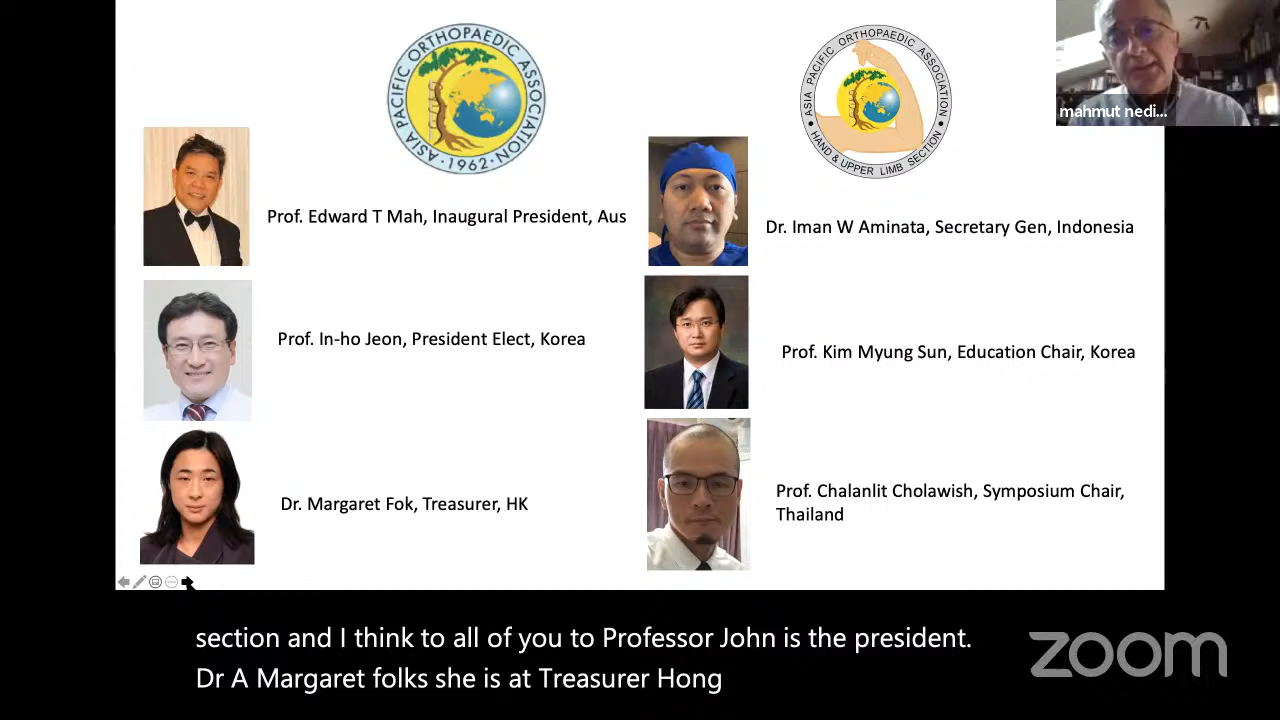 ASIA PACIFIC ORTHOPAEDIC ASSOCIATION
·1962·
ASIA PACIFIC ORTHOPAEDIC ASSOCIATION
HAND & UPPER LIMB SECTION
mahmut nedi...
Prof. Edward T Mah, Inaugural President, Aus
Dr. Iman W Aminata, Secretary Gen, Indonesia
Prof. In-ho Jeon, President Elect, Korea
Prof. Kim Myung Sun, Education Chair, Korea
Dr. Margaret Fok, Treasurer, HK
Prof. Chalanlit Cholawish, Symposium Chair,
Thailand
section and I think to all of you to Professor John is the president.
Dr A Margaret folks she is at Treasurer Hong
zoom